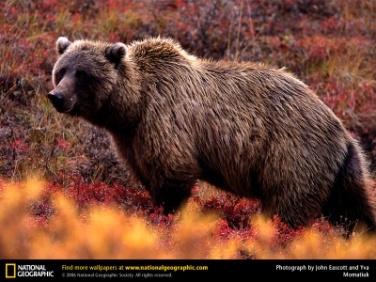 NATIONAL
GEOGRAPHIC
Find more wallpapers at www.nationalgeographic.com
© 2006 National Geographic Society. All rights reserved.
Photograph by John Eascott and Yva
Momatiuk